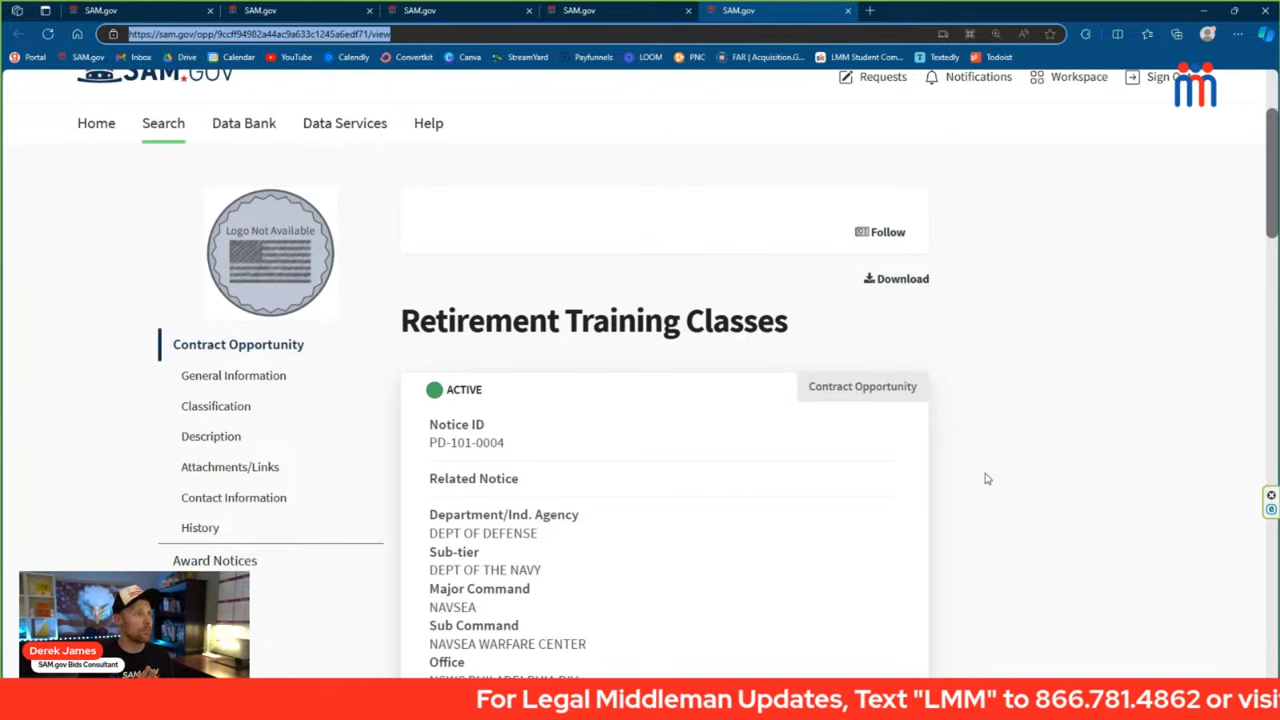 SAM.gov
SAM.gov
SAM.gov
SAM.gov
SAM.gov
https://sam.gov/opp/9ccff94982a44ac9a633c1245a6edf71/view
Portal
SAM.gov
Inbox
Drive
Calendar
YouTube
Calendly
Convertkit
Canva
StreamYard
Payfunnels
LOOM
PNC
FAR | Acquisition.G...
LMM Student Com...
Textedly
Todoist
SAM.GOV
Requests
Notifications
Workspace
Sign
Home
Search
Data Bank
Data Services
Help
Logo Not Available
Follow
Download
Retirement Training Classes
Contract Opportunity
General Information
Classification
Description
Attachments/Links
Contact Information
History
Award Notices
ACTIVE
Contract Opportunity
Notice ID
PD-101-0004
Related Notice
Department/Ind. Agency
DEPT OF DEFENSE
Sub-tier
DEPT OF THE NAVY
Major Command
NAVSEA
Sub Command
NAVSEA WARFARE CENTER
Office
Derek James
SAM.gov Bids Consultant
For Legal Middleman Updates, Text "LMM" to 866.781.4862 or visi